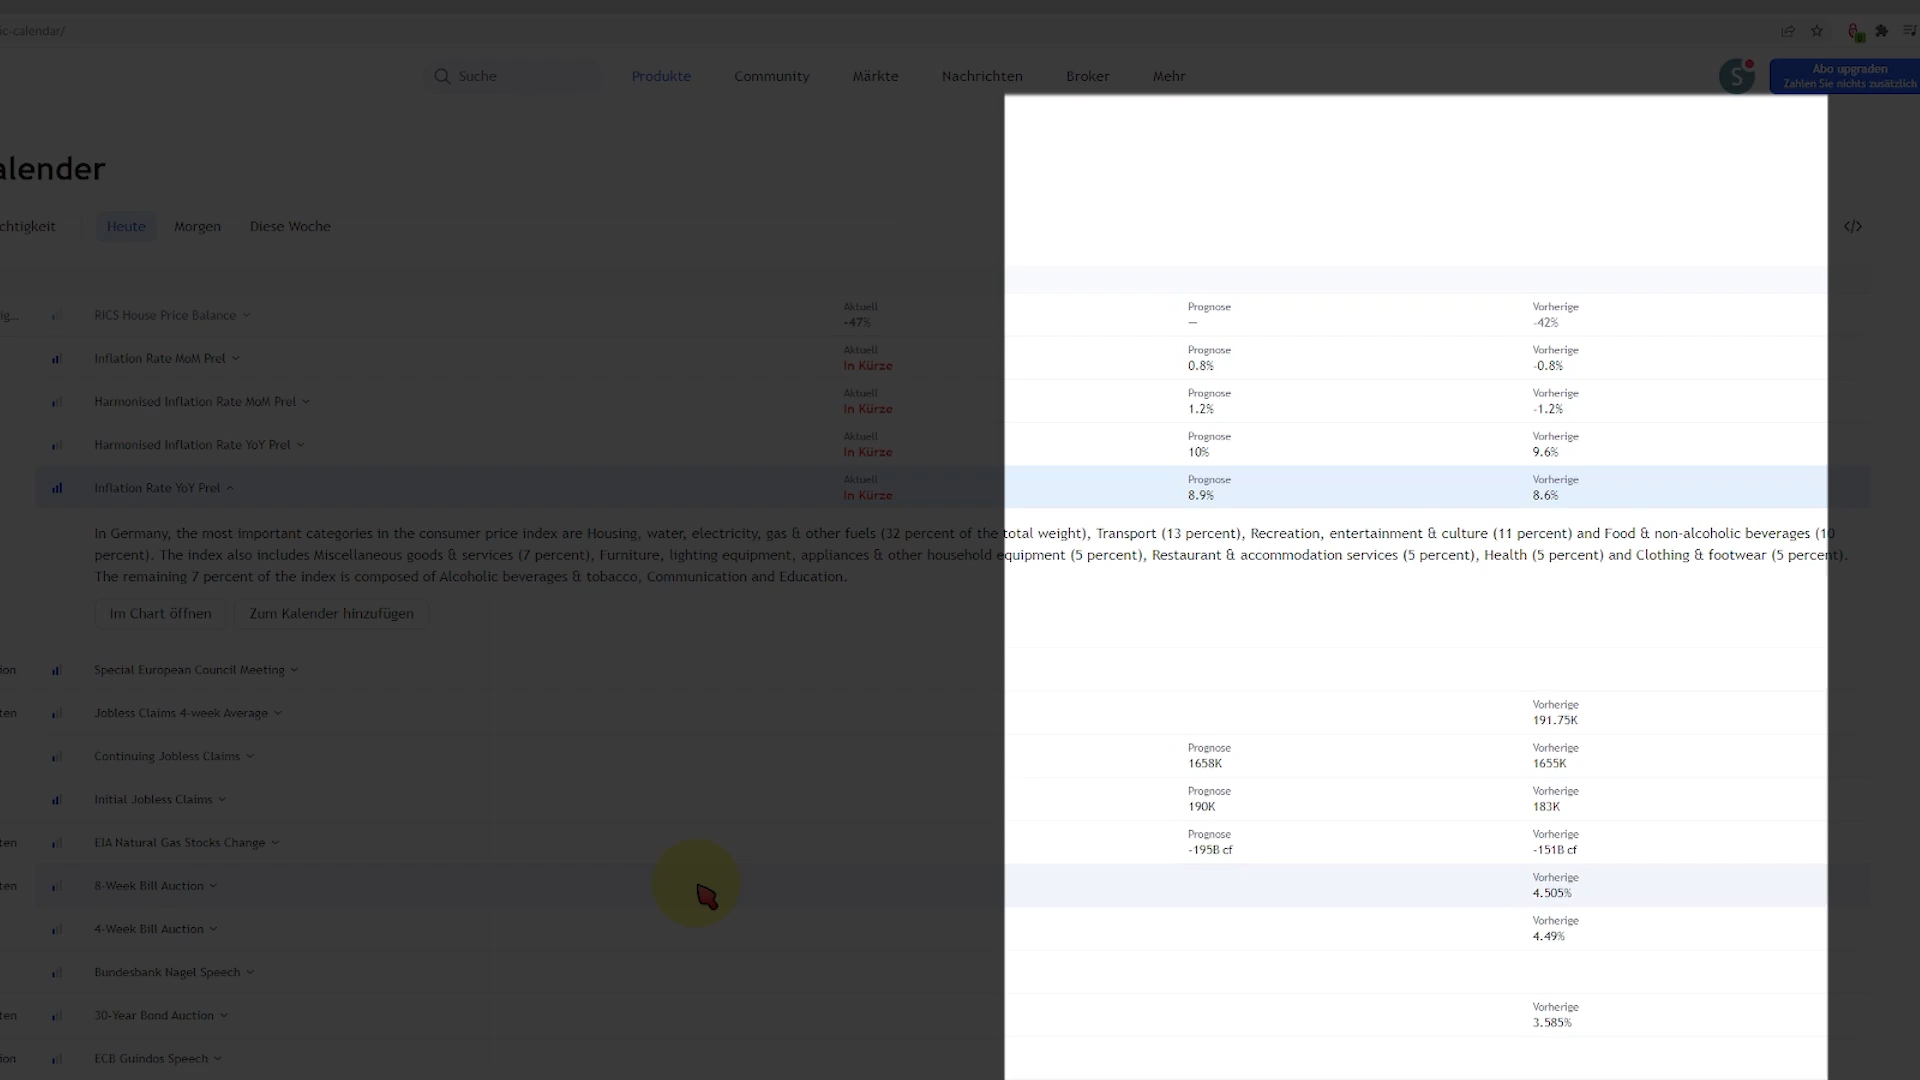 ic-calendar/
Suche
Produkte
Community
Märkte
Nachrichten
Broker
Mehr
S
Abo upgraden
Zahlen Sie nichts zusätzlich
alender
chtigkeit
Heute
Morgen
Diese Woche
ig...
RICS House Price Balance
Aktuell
-47%
Prognose
—
Vorherige
-42%
Inflation Rate MoM Prel
Aktuell
In Kürze
Prognose
0.8%
Vorherige
-0.8%
Harmonised Inflation Rate MoM Prel
Aktuell
In Kürze
Prognose
1.2%
Vorherige
-1.2%
Harmonised Inflation Rate YoY Prel
Aktuell
In Kürze
Prognose
10%
Vorherige
9.6%
Inflation Rate YoY Prel
Aktuell
In Kürze
Prognose
8.9%
Vorherige
8.6%
In Germany, the most important categories in the consumer price index are Housing, water, electricity, gas & other fuels (32 percent of the total weight), Transport (13 percent), Recreation, entertainment & culture (11 percent) and Food & non-alcoholic beverages (10
percent). The index also includes Miscellaneous goods & services (7 percent), Furniture, lighting equipment, appliances & other household equipment (5 percent), Restaurant & accommodation services (5 percent), Health (5 percent) and Clothing & footwear (5 percent).
The remaining 7 percent of the index is composed of Alcoholic beverages & tobacco, Communication and Education.
Im Chart öffnen
Zum Kalender hinzufügen
ion
Special European Council Meeting
ten
Jobless Claims 4-week Average
Vorherige
191.75K
Continuing Jobless Claims
Prognose
1658K
Vorherige
1655K
Initial Jobless Claims
Prognose
190K
Vorherige
183K
ten
EIA Natural Gas Stocks Change
Prognose
-195B cf
Vorherige
-151B cf
ten
8-Week Bill Auction
Vorherige
4.505%
4-Week Bill Auction
Vorherige
4.49%
Bundesbank Nagel Speech
ten
30-Year Bond Auction
Vorherige
3.585%
ion
ECB Guindos Speech